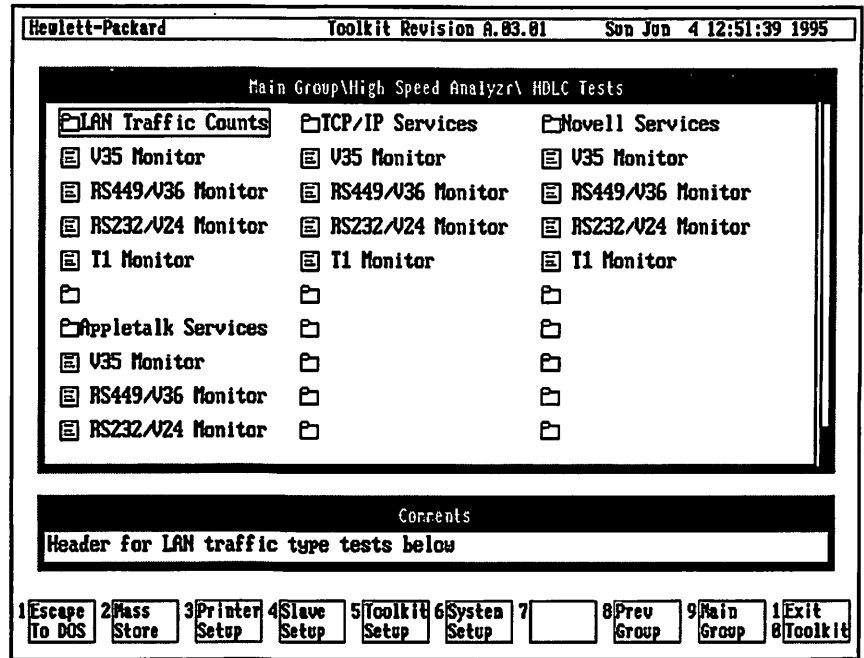 Hewlett-Packard Toolkit Revision A.03.01 Sun Jun 4 12:51:39 1995
Main Group\High Speed Analyzr\ HDLC Tests
LAN Traffic Counts TCP/IP Services Novell Services
V35 Monitor V35 Monitor V35 Monitor
RS449/V36 Monitor RS449/V36 Monitor RS449/V36 Monitor
RS232/V24 Monitor RS232/V24 Monitor RS232/V24 Monitor
T1 Monitor T1 Monitor T1 Monitor
Appletalk Services
V35 Monitor
RS449/V36 Monitor
RS232/V24 Monitor
Comments
Header for LAN traffic type tests below
1 Escape 2 Mass 3 Printer 4 Slave 5 Toolkit 6 System 7 8 Prev 9 Main 1 Exit
To DOS Store Setup Setup Setup Setup Group Group 0 Toolkit